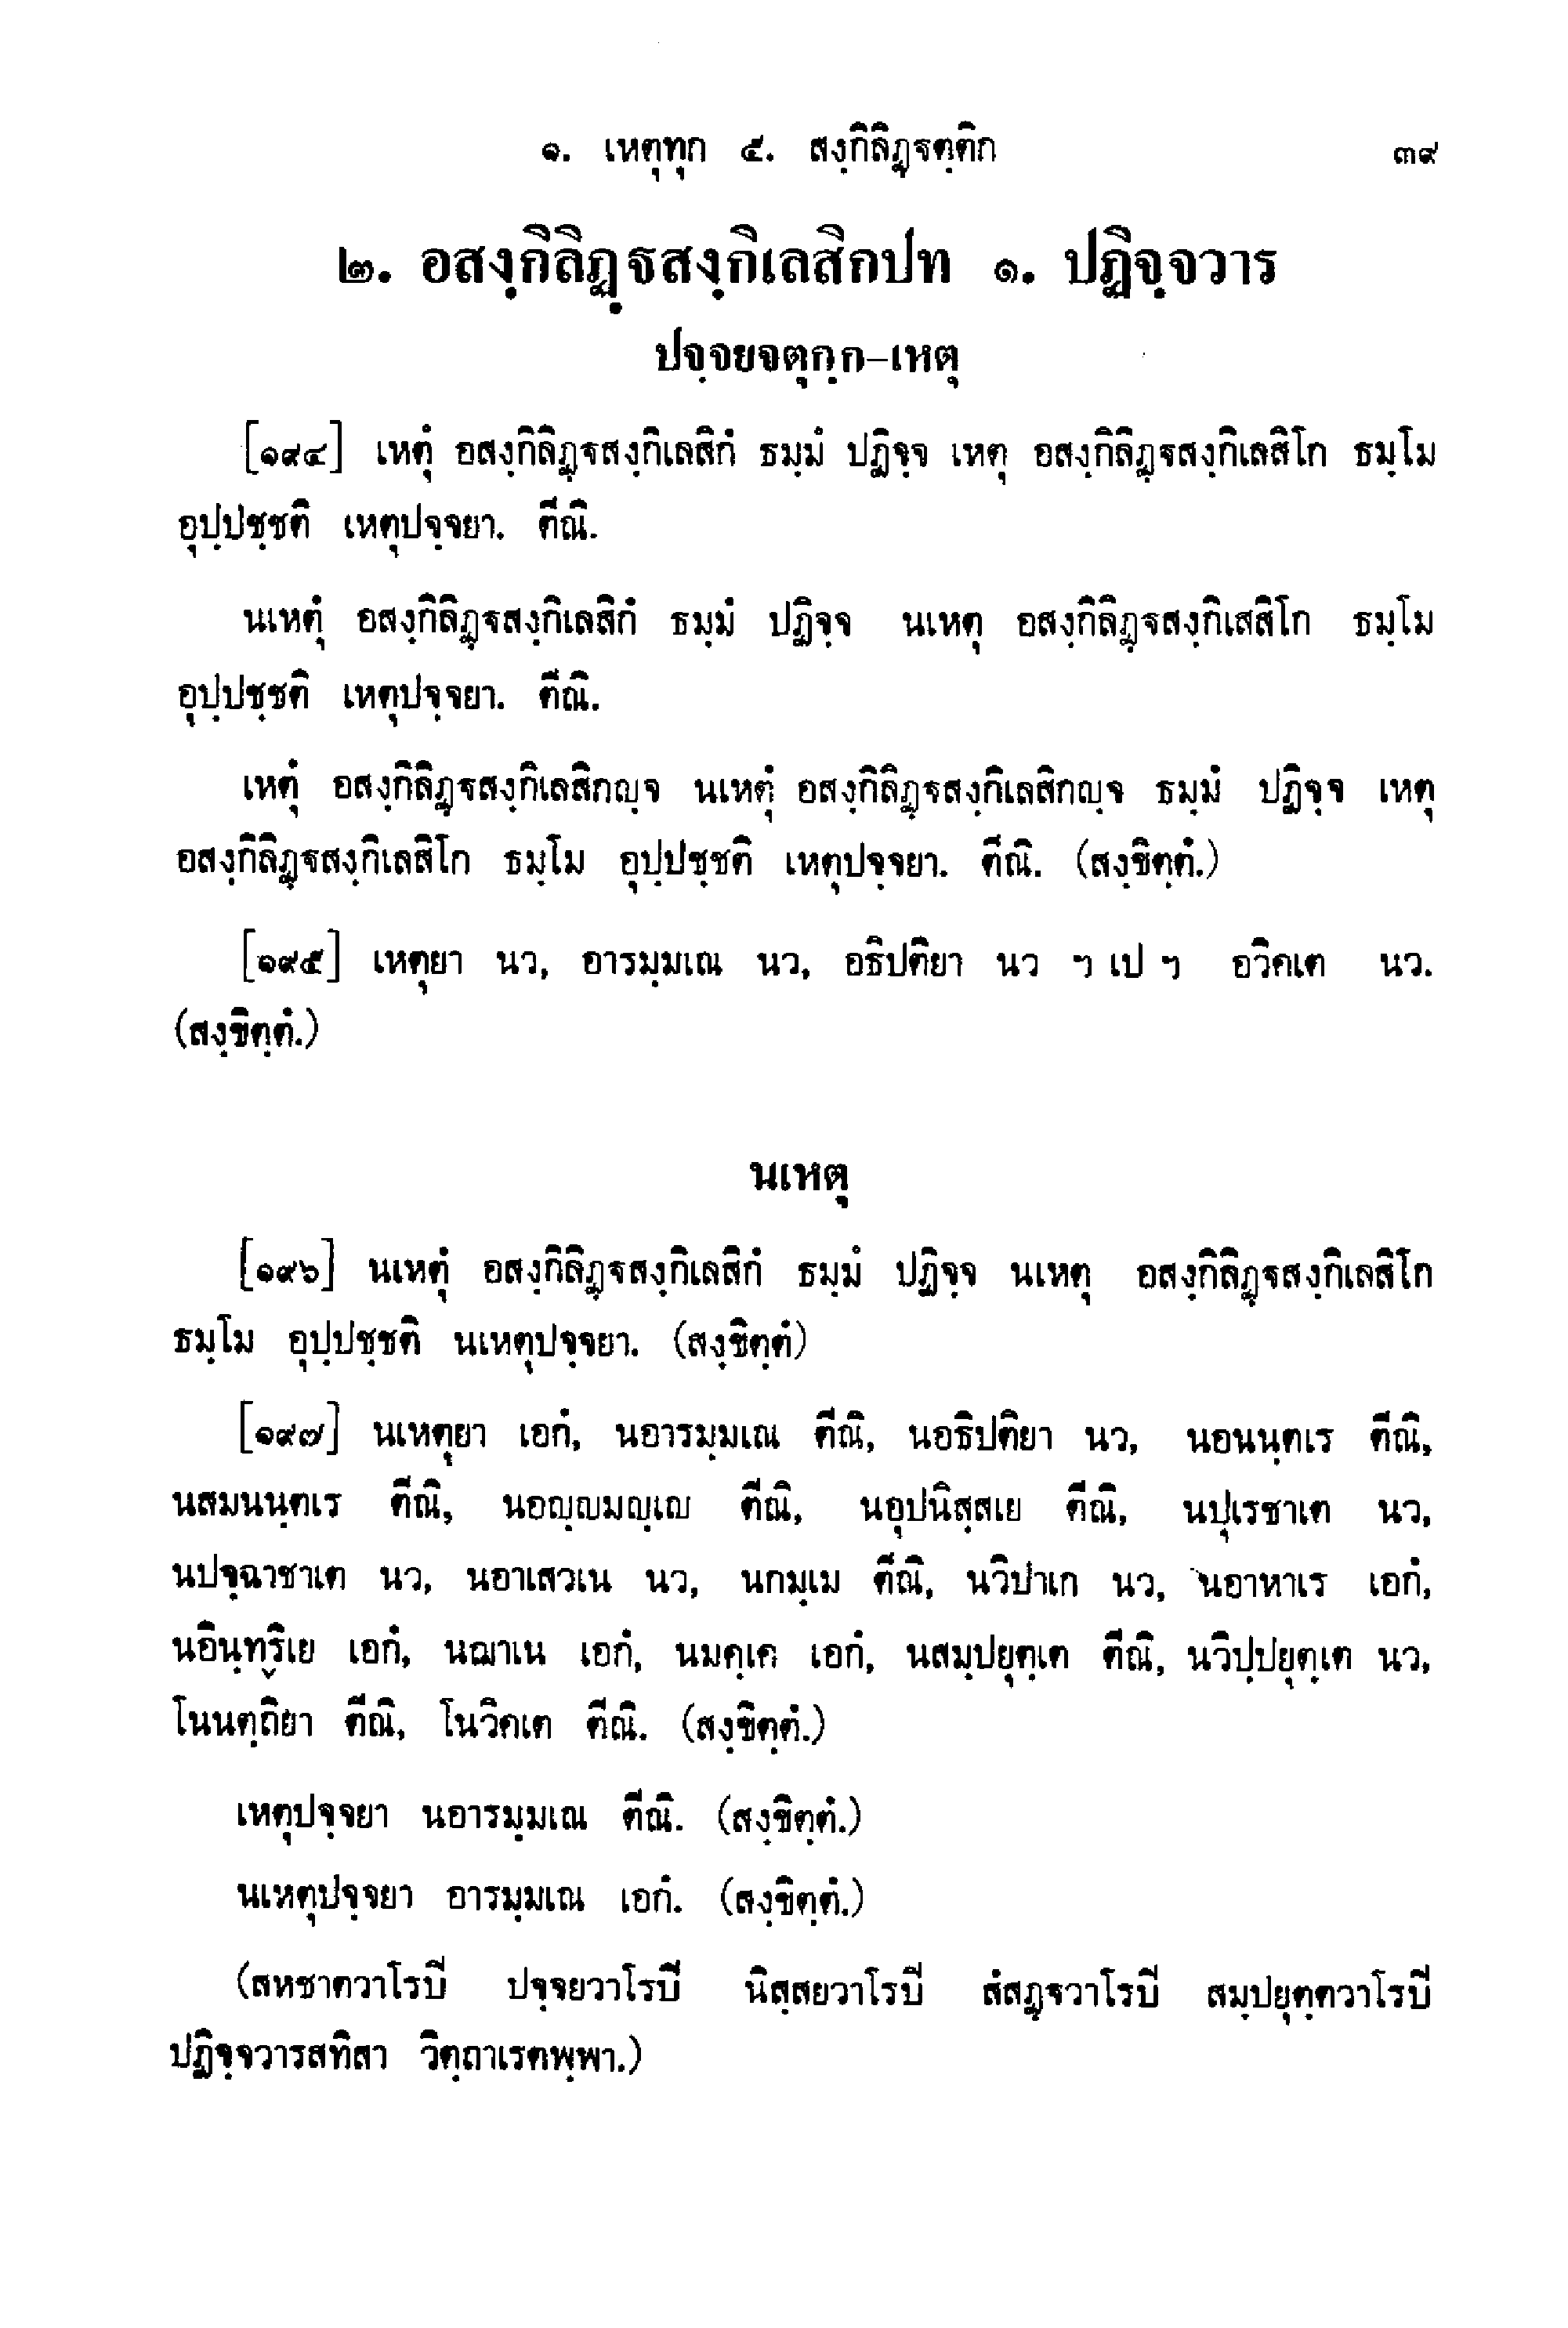 ๑. เหตุทุก ๕. สงฺกิลิฏฺฐตฺติก ๓๙
๒. อสงฺกิลิฏฺฐสงฺกิเลสิกปท ๑. ปฏิจฺจวาร
ปจฺจยจตุกฺก-เหตุ
[๑๙๔] เหตุํ อสงฺกิลิฏฺฐสงฺกิเลสิกํ ธมฺมํ ปฏิจฺจ เหตุ อสงฺกิลิฏฺฐสงฺกิเลสิโก ธมฺโม
อุปฺปชฺชติ เหตุปจฺจยา. ตีณิ.
นเหตุํ อสงฺกิลิฏฺฐสงฺกิเลสิกํ ธมฺมํ ปฏิจฺจ นเหตุ อสงฺกิลิฏฺฐสงฺกิเสสิโก ธมฺโม
อุปฺปชฺชติ เหตุปจฺจยา. ตีณิ.
เหตุํ อสงฺกิลิฏฺฐสงฺกิเลสิกญฺจ นเหตุํ อสงฺกิลิฏฺฐสงฺกิเลสิกญฺจ ธมฺมํ ปฏิจฺจ เหตุ
อสงฺกิลิฏฺฐสงฺกิเลสิโก ธมฺโม อุปฺปชฺชติ เหตุปจฺจยา. ตีณิ. (สงฺขิตฺตํ.)
[๑๙๕] เหตุยา นว, อารมฺมเณ นว, อธิปติยา นว ฯ เป ฯ อวิคเต นว.
(สงฺขิตฺตํ.)
นเหตุ
[๑๙๖] นเหตุํ อสงฺกิลิฏฺฐสงฺกิเลสิกํ ธมฺมํ ปฏิจฺจ นเหตุ อสงฺกิลิฏฺฐสงฺกิเลสิโก
ธมฺโม อุปฺปชฺชติ นเหตุปจฺจยา. (สงฺขิตฺตํ)
[๑๙๗] นเหตุยา เอกํ, นอารมฺมเณ ตีณิ, นอธิปติยา นว, นอนนฺตเร ตีณิ,
นสมนนฺตเร ตีณิ, นอญฺญมญฺเญ ตีณิ, นอุปนิสฺสเย ตีณิ, นปุเรชาเต นว,
นปจฺฉาชาเต นว, นอาเสวเน นว, นกมฺเม ตีณิ, นวิปาเก นว, นอาหาเร เอกํ,
นอินฺทฺริเย เอกํ, นฌาเน เอกํ, นมคฺเค เอกํ, นสมฺปยุตฺเต ตีณิ, นวิปฺปยุตฺเต นว,
โนนตฺถิยา ตีณิ, โนวิคเต ตีณิ. (สงฺขิตฺตํ.)
เหตุปจฺจยา นอารมฺมเณ ตีณิ. (สงฺขิตฺตํ.)
นเหตุปจฺจยา อารมฺมเณ เอกํ. (สงฺขิตฺตํ.)
(สหชาตวาโรปี ปจฺจยวาโรปี นิสฺสยวาโรปี สํสฏฺฐวาโรปี สมฺปยุตฺตวาโรปี
ปฏิจฺจวารสทิสา วิตฺถาเรตพฺพา.)